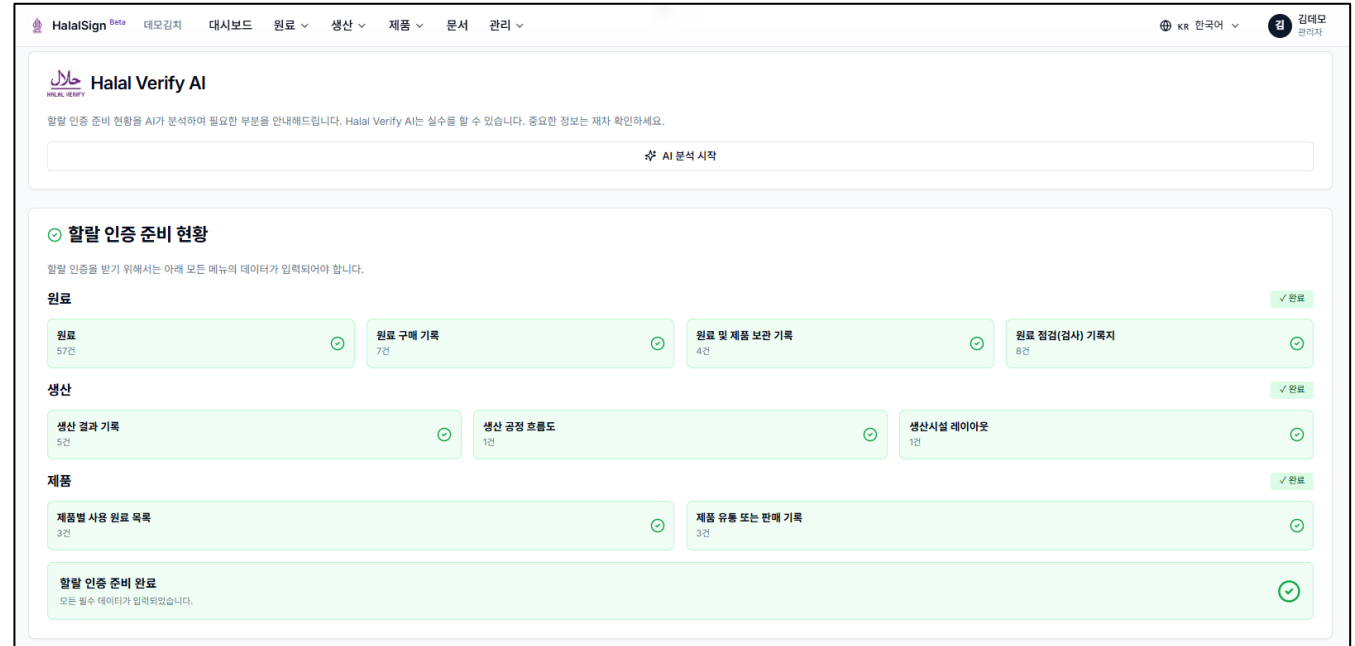 HalalSign Beta 데모김치 대시보드 원료 생산 제품 문서 관리 KR 한국어 김 김데모
관리자
حلال Halal Verify AI
HALAL VERIFY
할랄 인증 준비 현황을 AI가 분석하여 필요한 부분을 안내해드립니다. Halal Verify AI는 실수를 할 수 있습니다. 중요한 정보는 재차 확인하세요.
AI 분석 시작
할랄 인증 준비 현황
할랄 인증을 받기 위해서는 아래 모든 메뉴의 데이터가 입력되어야 합니다.
원료 ✓ 완료
원료 원료 구매 기록 원료 및 제품 보관 기록 원료 점검(검사) 기록지
57건 7건 4건 8건
생산 ✓ 완료
생산 결과 기록 생산 공정 흐름도 생산시설 레이아웃
5건 1건 1건
제품 ✓ 완료
제품별 사용 원료 목록 제품 유통 또는 판매 기록
3건 3건
할랄 인증 준비 완료
모든 필수 데이터가 입력되었습니다.